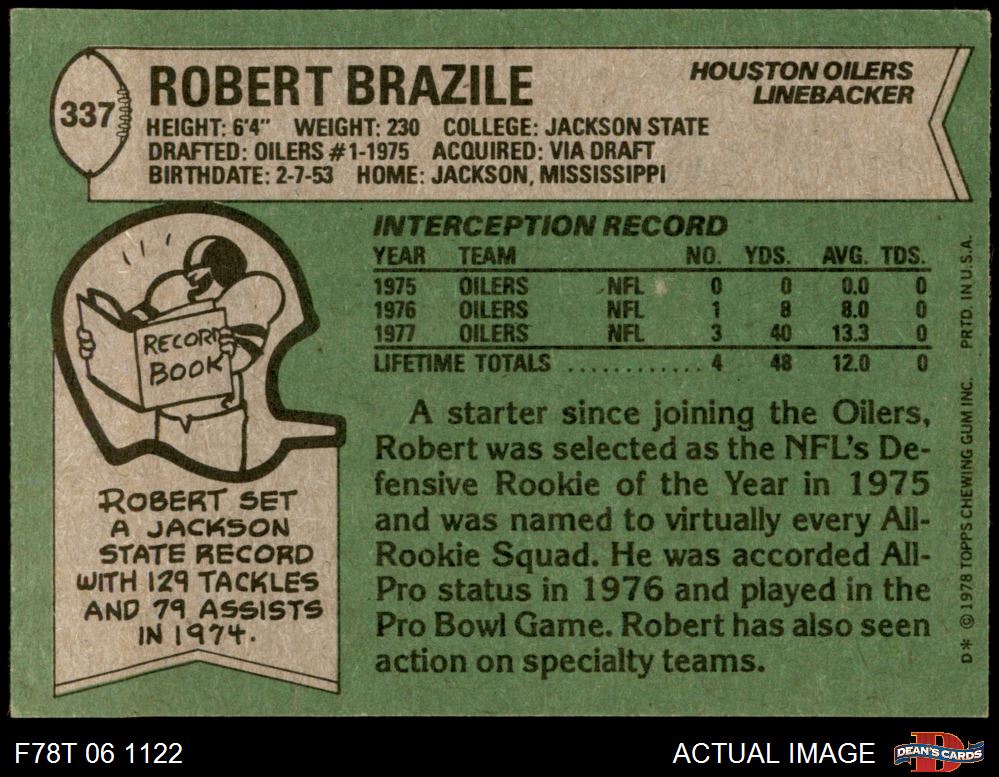 337
ROBERT BRAZILE
HOUSTON OILERS
LINEBACKER
HEIGHT: 6'4" WEIGHT: 230 COLLEGE: JACKSON STATE
DRAFTED: OILERS #1-1975 ACQUIRED: VIA DRAFT
BIRTHDATE: 2-7-53 HOME: JACKSON, MISSISSIPPI
RECORD
BOOK
ROBERT SET
A JACKSON
STATE RECORD
WITH 129 TACKLES
AND 79 ASSISTS
IN 1974.
INTERCEPTION RECORD
YEAR TEAM NO. YDS. AVG. TDS.
1975 OILERS NFL 0 0 0.0 0
1976 OILERS NFL 1 8 8.0 0
1977 OILERS NFL 3 40 13.3 0
LIFETIME TOTALS ............ 4 48 12.0 0
A starter since joining the Oilers,
Robert was selected as the NFL's De-
fensive Rookie of the Year in 1975
and was named to virtually every All-
Rookie Squad. He was accorded All-
Pro status in 1976 and played in the
Pro Bowl Game. Robert has also seen
action on specialty teams.
D* © 1978 TOPPS CHEWING GUM INC. PRTD. IN U.S.A.
F78T 06 1122
ACTUAL IMAGE
D
DEAN'S CARDS